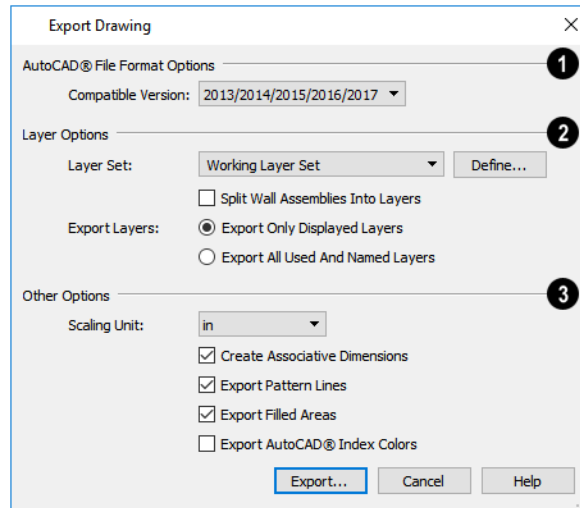 Export Drawing
AutoCAD® File Format Options 1
Compatible Version: 2013/2014/2015/2016/2017
Layer Options 2
Layer Set: Working Layer Set Define...
Split Wall Assemblies Into Layers
Export Layers: Export Only Displayed Layers
Export All Used And Named Layers
Other Options 3
Scaling Unit: in
Create Associative Dimensions
Export Pattern Lines
Export Filled Areas
Export AutoCAD® Index Colors
Export... Cancel Help